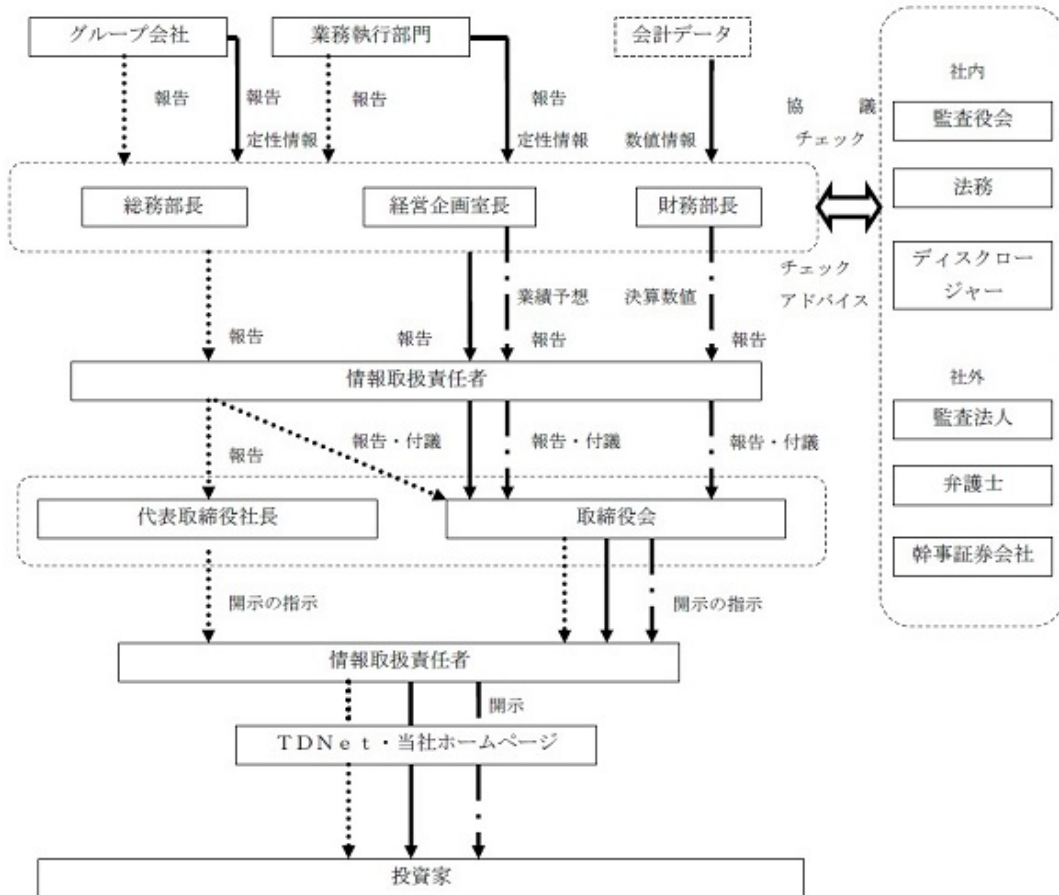 グループ会社
業務執行部門
会計データ
報告
報告
報告
報告
定性情報
定性情報
数値情報
総務部長
経営企画室長
財務部長
協 議
チェック
チェック
アドバイス
社内
監査役会
法務
ディスクロー
ジャー
社外
監査法人
弁護士
幹事証券会社
業績予想
決算数値
報告
報告
報告
報告
情報取扱責任者
報告
報告・付議
報告・付議
報告・付議
代表取締役社長
取締役会
開示の指示
開示の指示
情報取扱責任者
開示
TDNet・当社ホームページ
投資家